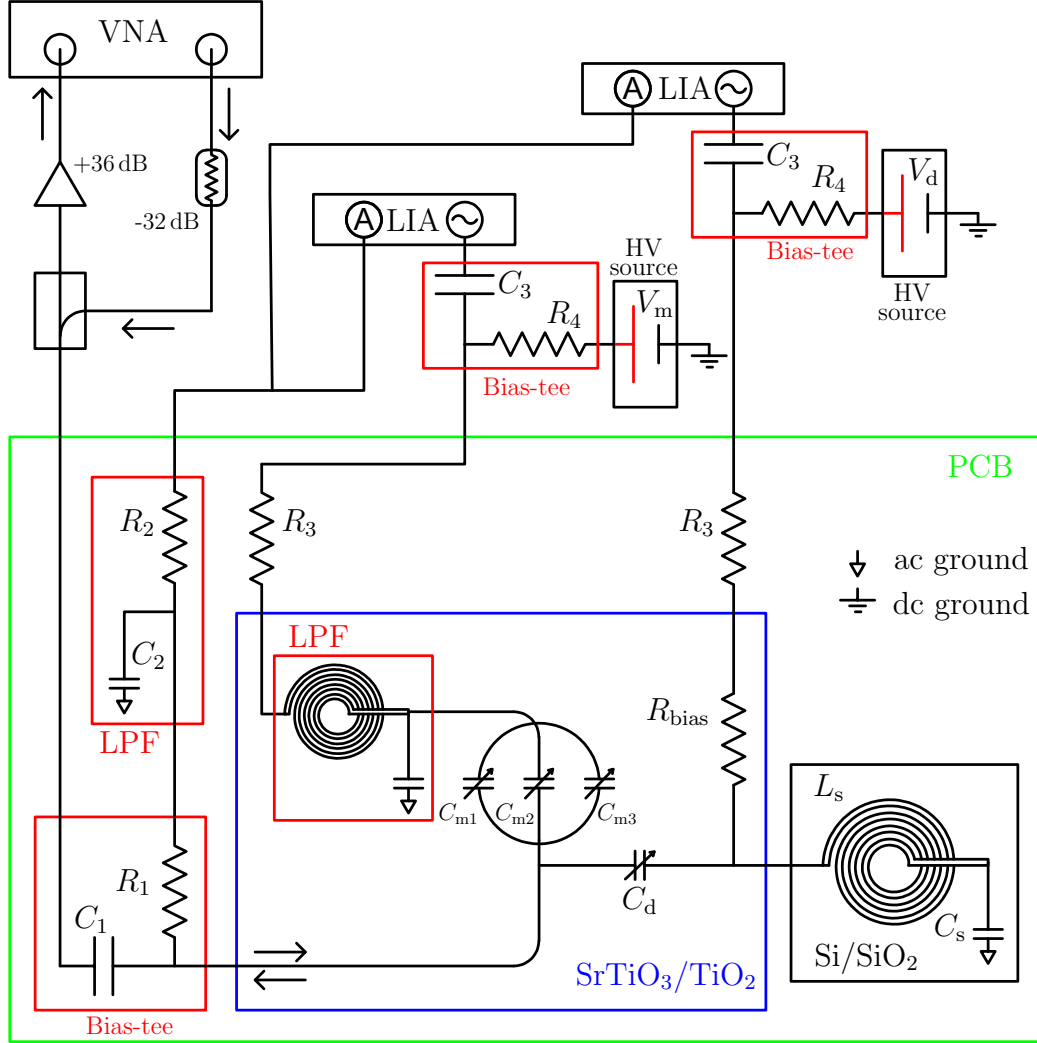 VNA
+36 dB
-32 dB
A LIA
C3
R4
Vd
Bias-tee
HV
source
A LIA
C3
R4
HV
source
Vm
Bias-tee
PCB
R2
C2
LPF
R3
R3
ac ground
dc ground
LPF
Rbias
Cm1
Cm2
Cm3
Cd
Ls
Cs
Si/SiO2
SrTiO3/TiO2
R1
C1
Bias-tee